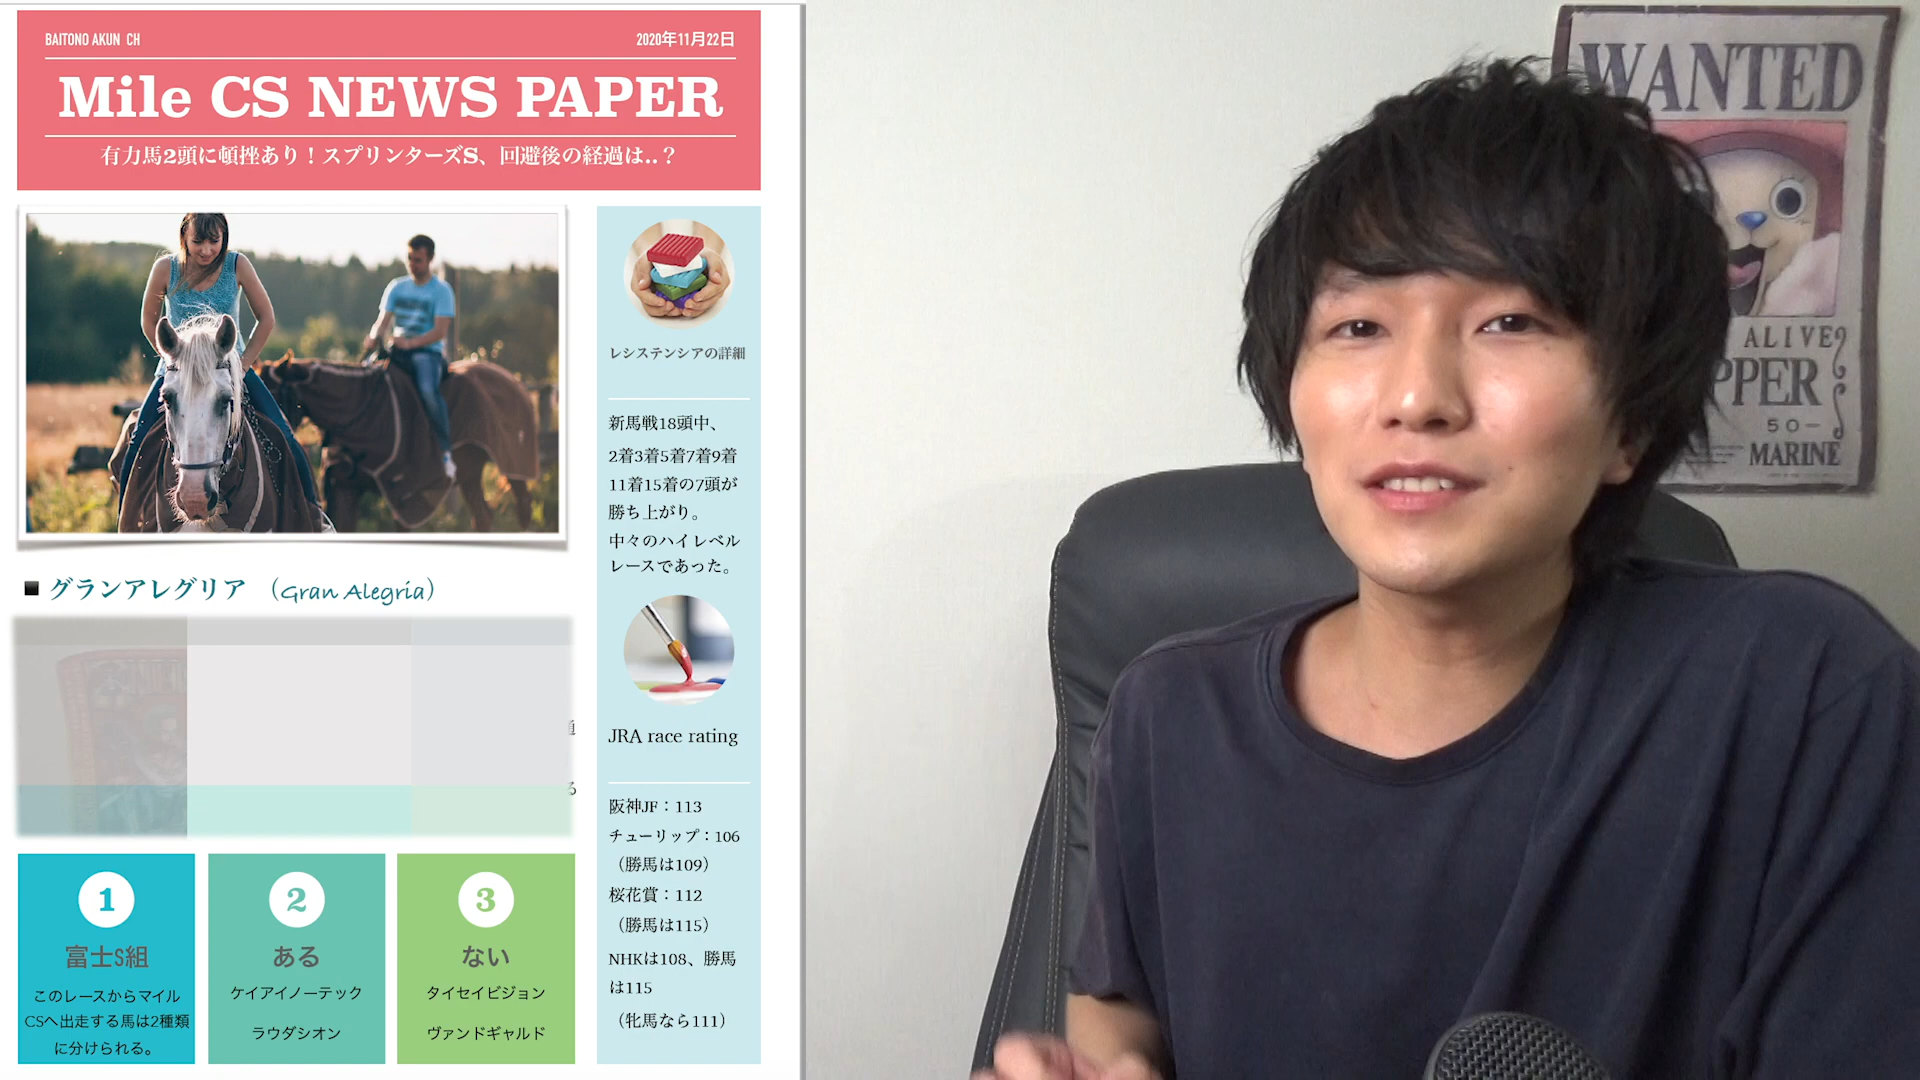 BAITONO AKUN CH
2020年11月22日
Mile CS NEWS PAPER
有力馬2頭に頓挫あり！スプリンターズS、回避後の経過は..？
レシステンシアの詳細
新馬戦18頭中、
2着3着5着7着9着
11着15着の7頭が
勝ち上がり。
中々のハイレベル
レースであった。
JRA race rating
阪神JF：113
チューリップ：106
（勝馬は109）
桜花賞：112
（勝馬は115）
NHKは108、勝馬
は115
（牝馬なら111）
■ グランアレグリア （Gran Alegria）
る
1
富士S組
このレースからマイル
CSへ出走する馬は2種類
に分けられる。
2
ある
ケイアイノーテック
ラウダシオン
3
ない
タイセイビジョン
ヴァンドギャルド
WANTED
ALIVE
PPER
50-
MARINE